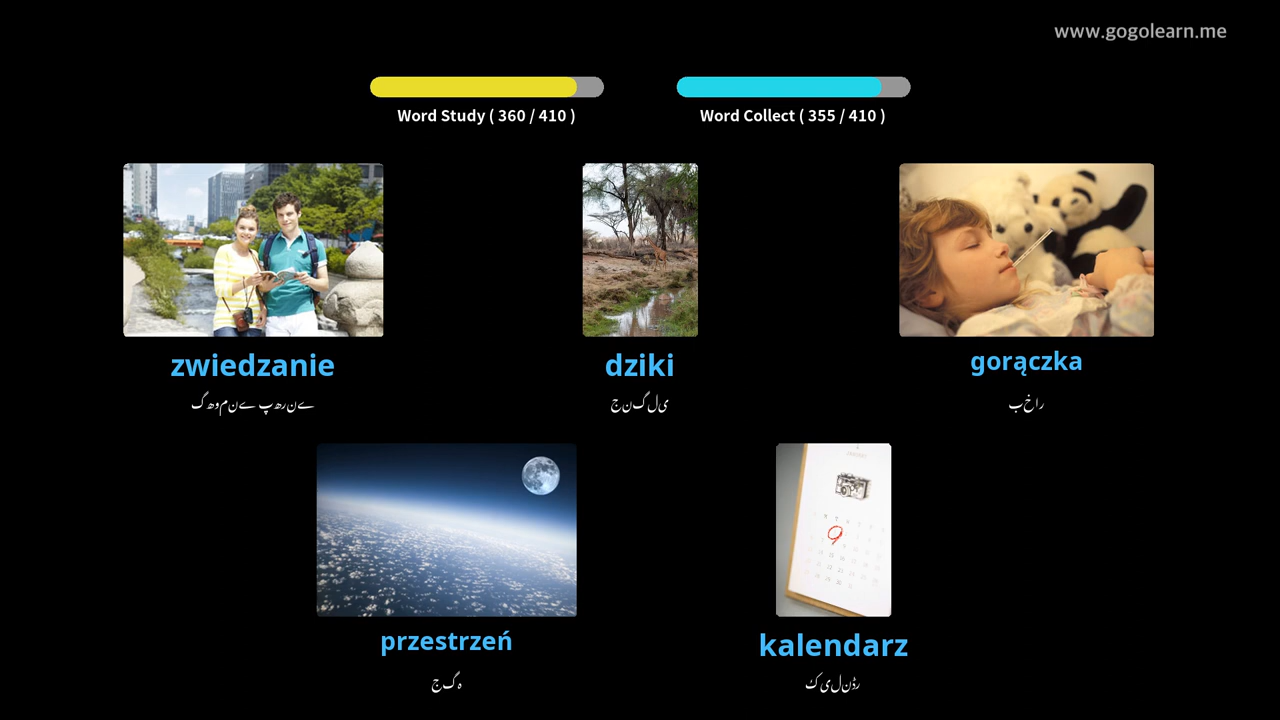 www.gogolearn.me
Word Study ( 360 / 410 )
Word Collect ( 355 / 410 )
zwiedzanie
گھومنے پھرنے
dziki
جنگلی
gorączka
بخار
przestrzeń
جگہ
kalendarz
کیلنڈر